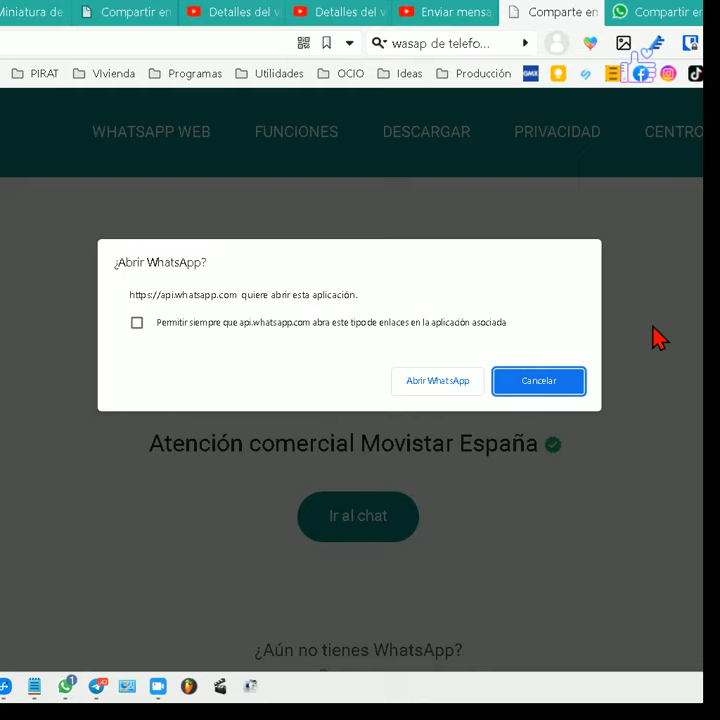 Miniatura de
Compartir en
Detalles del v
Detalles del v
Enviar mensa
Comparte en
Compartir en
wasap de telefo...
PIRAT
VIvienda
Programas
Utilidades
OCIO
Ideas
Producción
GMX
WHATSAPP WEB
FUNCIONES
DESCARGAR
PRIVACIDAD
CENTRO
¿Abrir WhatsApp?
https://api.whatsapp.com quiere abrir esta aplicación.
Permitir siempre que api.whatsapp.com abra este tipo de enlaces en la aplicación asociada
Abrir WhatsApp
Cancelar
Atención comercial Movistar España
Ir al chat
¿Aún no tienes WhatsApp?
1